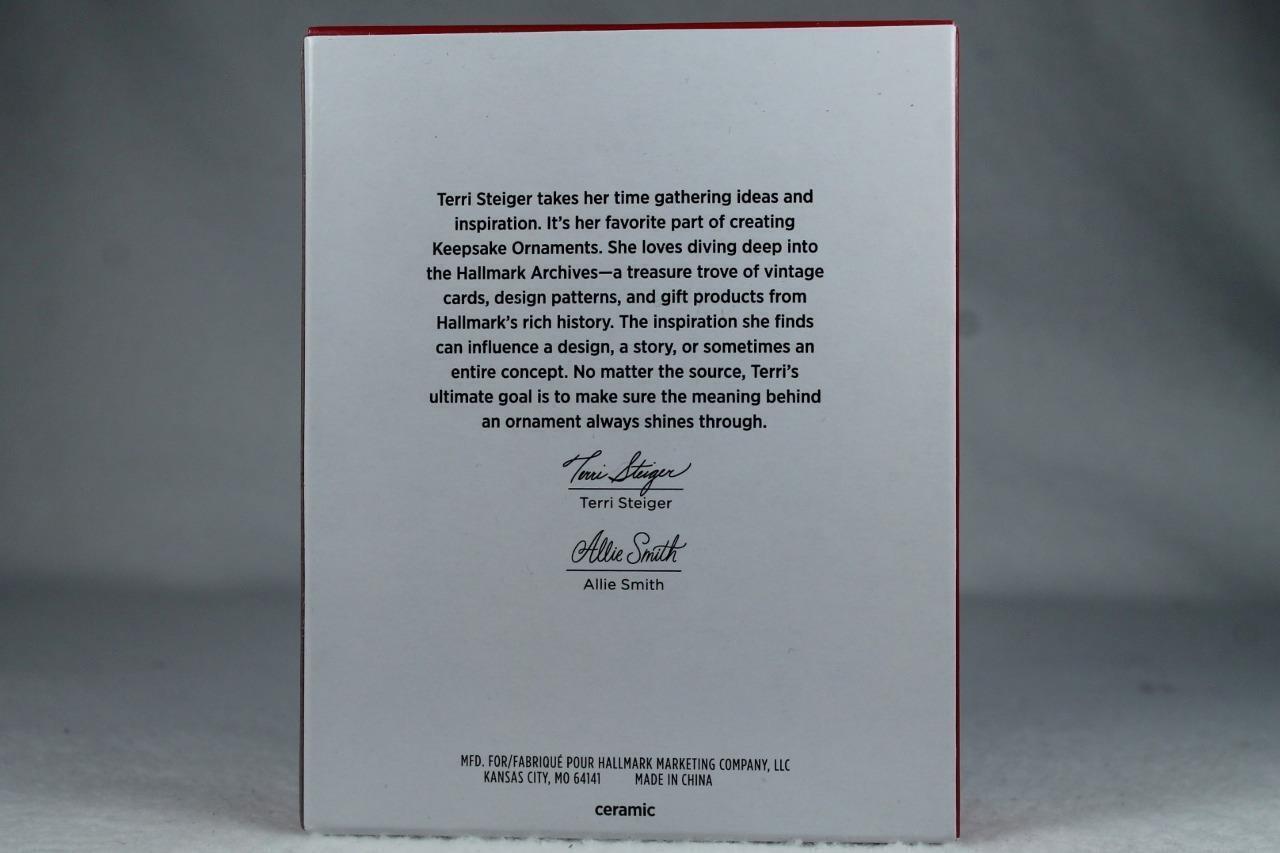 Terri Steiger takes her time gathering ideas and
inspiration. It's her favorite part of creating
Keepsake Ornaments. She loves diving deep into
the Hallmark Archives—a treasure trove of vintage
cards, design patterns, and gift products from
Hallmark's rich history. The inspiration she finds
can influence a design, a story, or sometimes an
entire concept. No matter the source, Terri's
ultimate goal is to make sure the meaning behind
an ornament always shines through.
Terri Steiger
Terri Steiger
Allie Smith
Allie Smith
MFD. FOR/FABRIQUÉ POUR HALLMARK MARKETING COMPANY, LLC
KANSAS CITY, MO 64141 MADE IN CHINA
ceramic